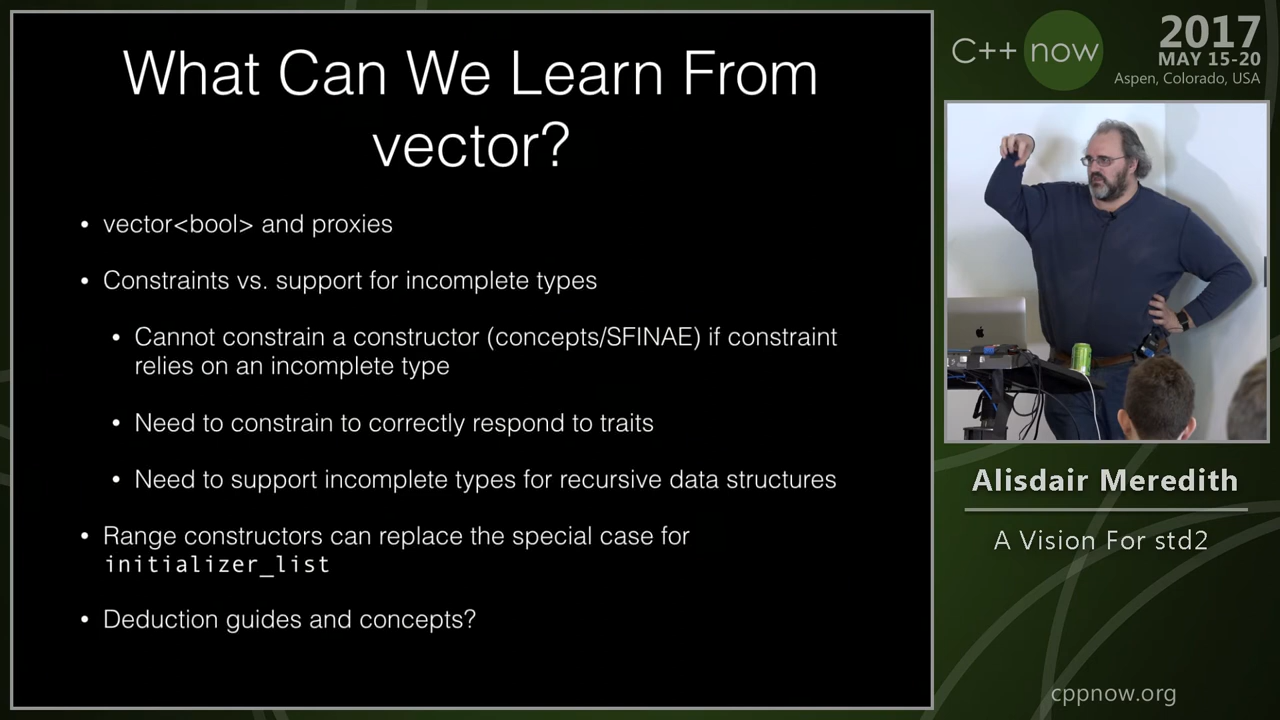 What Can We Learn From
vector?
• vector<bool> and proxies
• Constraints vs. support for incomplete types
• Cannot constrain a constructor (concepts/SFINAE) if constraint
relies on an incomplete type
• Need to constrain to correctly respond to traits
• Need to support incomplete types for recursive data structures
• Range constructors can replace the special case for
initializer_list
• Deduction guides and concepts?
C++ now
2017
MAY 15-20
Aspen, Colorado, USA
Alisdair Meredith
A Vision For std2
cppnow.org